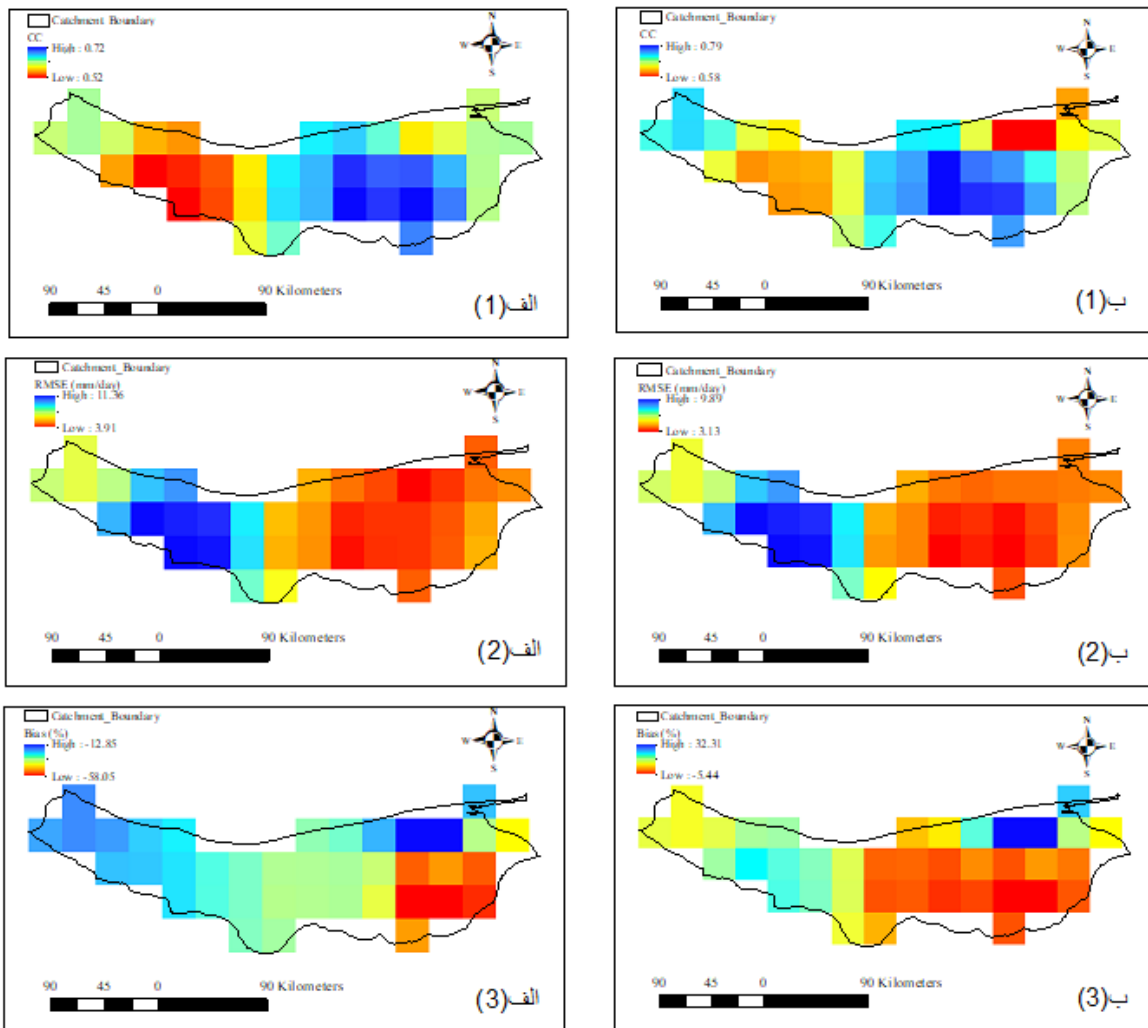 Catchment_Boundary
CC
High : 0.72
Low : 0.52
N
W E
S
90 45 0 90 Kilometers
الف(1)
Catchment_Boundary
CC
High : 0.79
Low : 0.58
N
W E
S
90 45 0 90 Kilometers
ب(1)
Catchment_Boundary
RMSE (mm/day)
High : 11.36
Low : 3.91
N
W E
S
90 45 0 90 Kilometers
الف(2)
Catchment_Boundary
RMSE (mm/day)
High : 9.89
Low : 3.13
N
W E
S
90 45 0 90 Kilometers
ب(2)
Catchment_Boundary
Bias (%)
High : -12.85
Low : -58.05
N
W E
S
90 45 0 90 Kilometers
الف(3)
Catchment_Boundary
Bias (%)
High : 32.31
Low : -5.44
N
W E
S
90 45 0 90 Kilometers
ب(3)